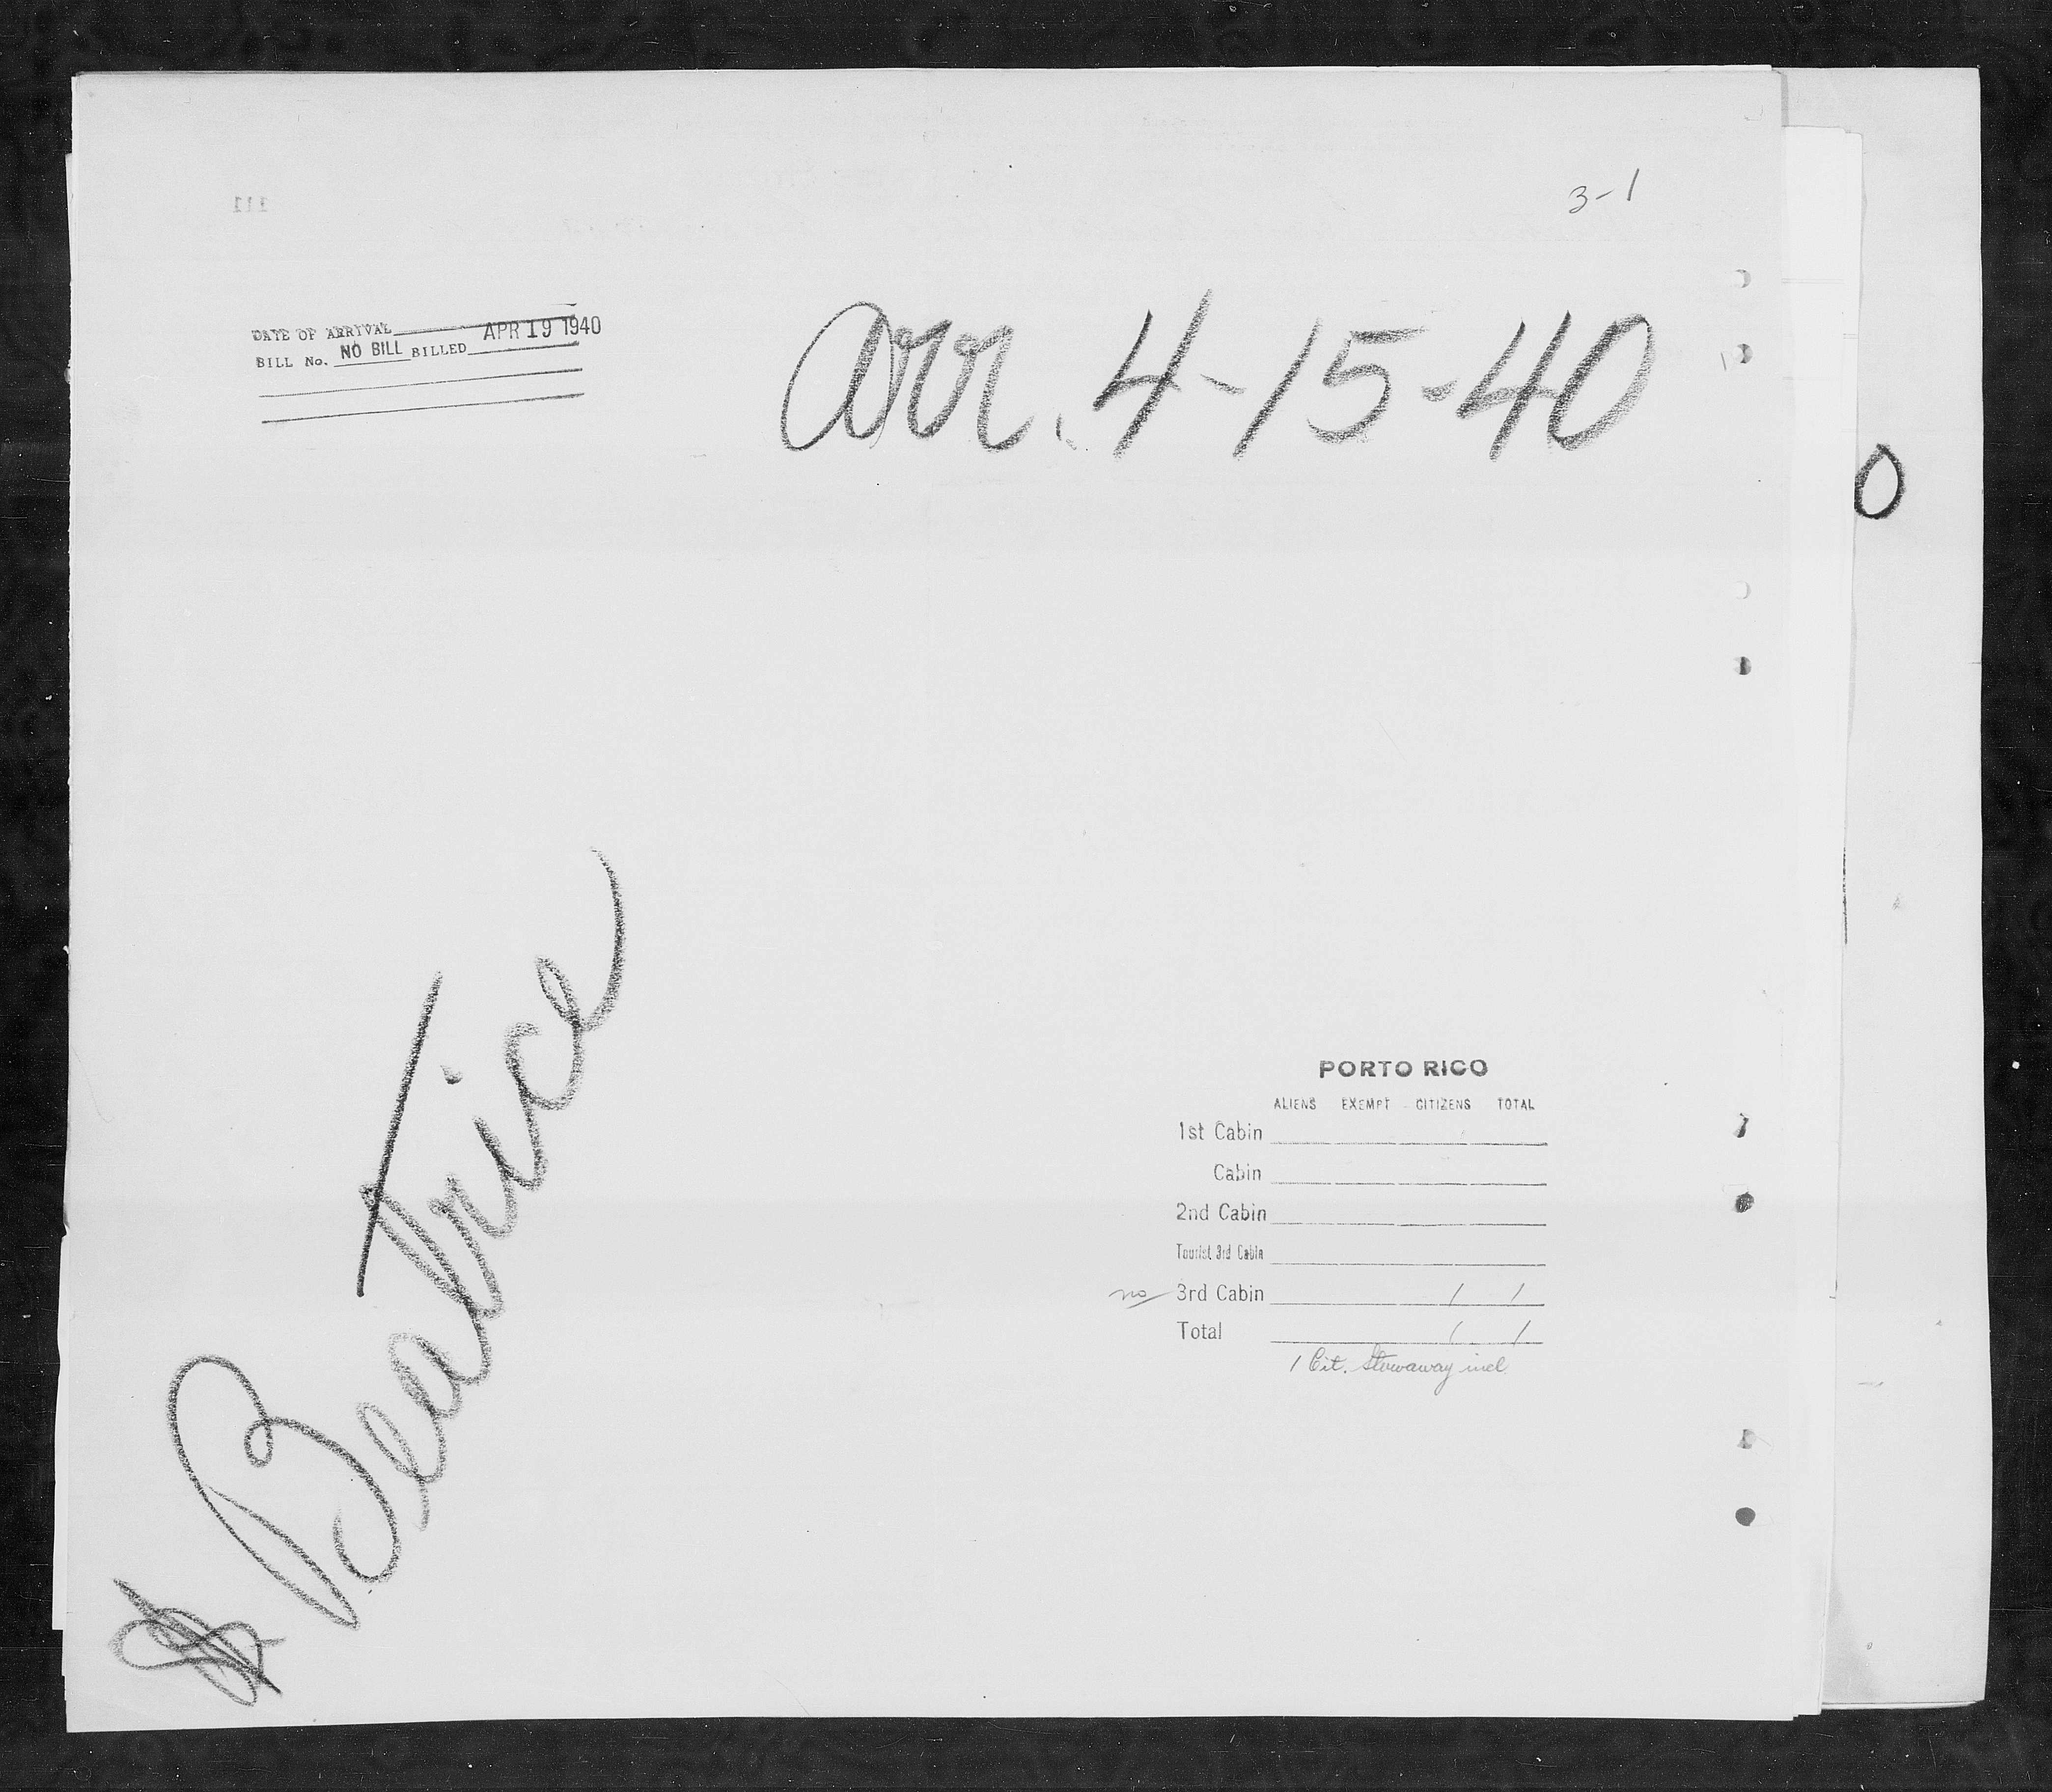 3-1
111
DATE OF ARRIVAL
APR 19 1940
BILL No. NO BILL BILLED
arr. 4-15-40
0
Beatrice
PORTO RICO
ALIENS EXEMPT CITIZENS TOTAL
1st Cabin
Cabin
2nd Cabin
Tourist 3rd Cabin
no 3rd Cabin 1 1
Total 1 1
1 Cit. Stowaway incl